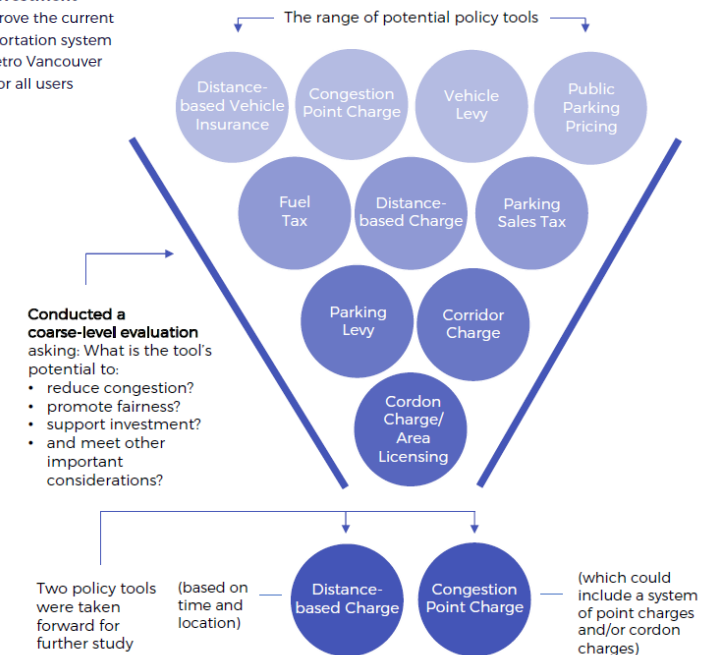 prove the current
ortation system
etro Vancouver
or all users
The range of potential policy tools
Distance-
based Vehicle
Insurance
Congestion
Point Charge
Vehicle
Levy
Public
Parking
Pricing
Fuel
Tax
Distance-
based Charge
Parking
Sales Tax
Parking
Levy
Corridor
Charge
Cordon
Charge/
Area
Licensing
Conducted a
coarse-level evaluation
asking: What is the tool's
potential to:
• reduce congestion?
• promote fairness?
• support investment?
• and meet other
important
considerations?
Two policy tools
were taken
forward for
further study
(based on
time and
location)
Distance-
based Charge
Congestion
Point Charge
(which could
include a system
of point charges
and/or cordon
charges)